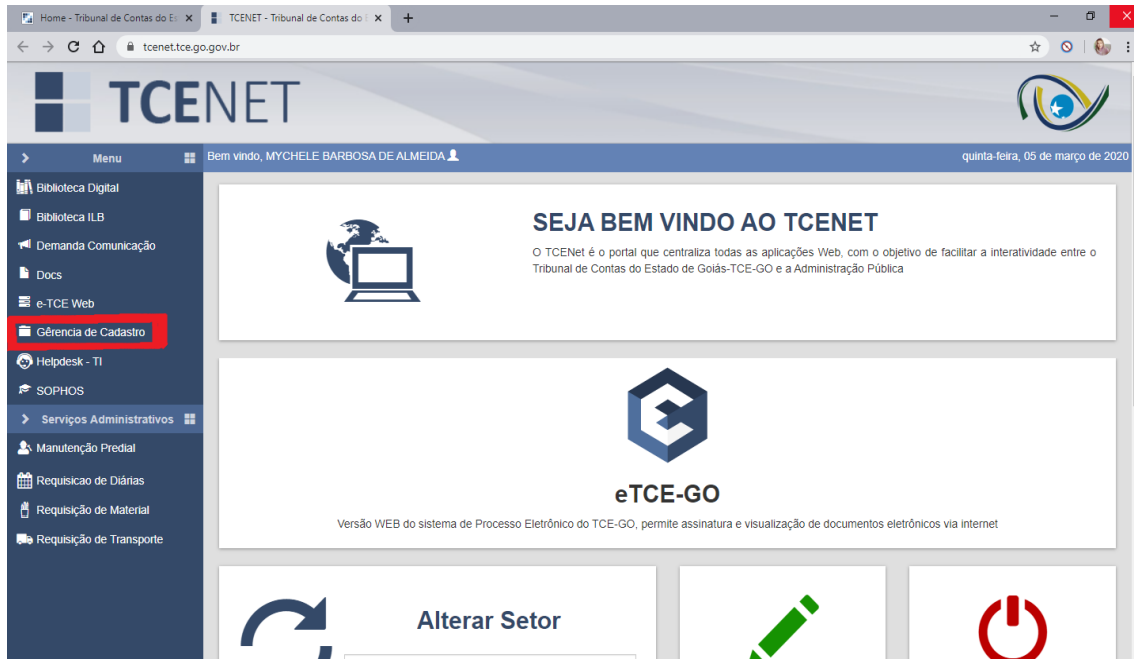 Home - Tribunal de Contas do Es
TCENET - Tribunal de Contas do E
tcenet.tce.go.gov.br
TCENET
Menu
Bem vindo, MYCHELE BARBOSA DE ALMEIDA
quinta-feira, 05 de março de 2020
Biblioteca Digital
Biblioteca ILB
Demanda Comunicação
Docs
e-TCE Web
Gêrencia de Cadastro
Helpdesk - TI
SOPHOS
Serviços Administrativos
Manutenção Predial
Requisicao de Diárias
Requisição de Material
Requisição de Transporte
SEJA BEM VINDO AO TCENET
O TCENet é o portal que centraliza todas as aplicações Web, com o objetivo de facilitar a interatividade entre o
Tribunal de Contas do Estado de Goiás-TCE-GO e a Administração Pública
eTCE-GO
Versão WEB do sistema de Processo Eletrônico do TCE-GO, permite assinatura e visualização de documentos eletrônicos via internet
Alterar Setor